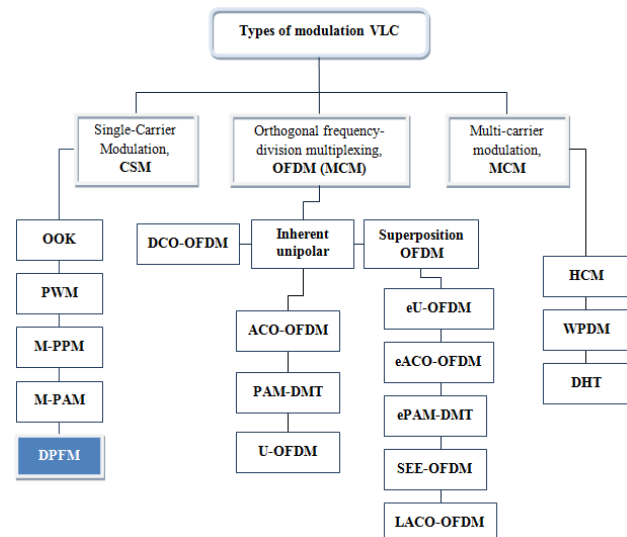 Types of modulation VLC
Single-Carrier
Modulation,
CSM
Orthogonal frequency-
division multiplexing,
OFDM (MCM)
Multi-carrier
modulation,
MCM
OOK
PWM
M-PPM
M-PAM
DPFM
DCO-OFDM
Inherent
unipolar
Superposition
OFDM
ACO-OFDM
PAM-DMT
U-OFDM
eU-OFDM
eACO-OFDM
ePAM-DMT
SEE-OFDM
LACO-OFDM
HCM
WPDM
DHT